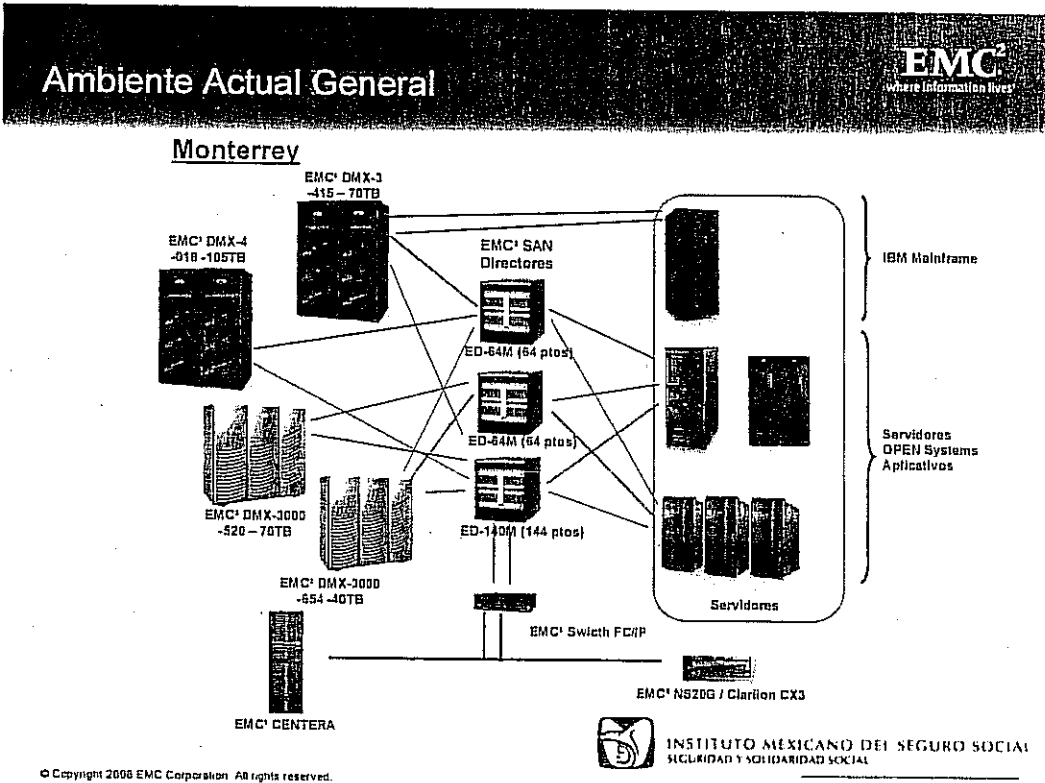 Ambiente Actual General
EMC²
where information lives®
Monterrey
EMC² DMX-3
-415 – 70TB
EMC² DMX-4
-018 -105TB
EMC² SAN
Directores
IBM Mainframe
ED-64M (64 ptos)
ED-64M (64 ptos)
Servidores
OPEN Systems
Aplicativos
EMC² DMX-3000
-520 – 70TB
ED-140M (144 ptos)
EMC² DMX-3000
-654 -40TB
Servidores
EMC² Swicth FC/IP
EMC² NS20G / Clariion CX3
EMC² CENTERA
INSTITUTO MEXICANO DEL SEGURO SOCIAL
SEGURIDAD Y SOLIDARIDAD SOCIAL
© Copyright 2008 EMC Corporation. All rights reserved.